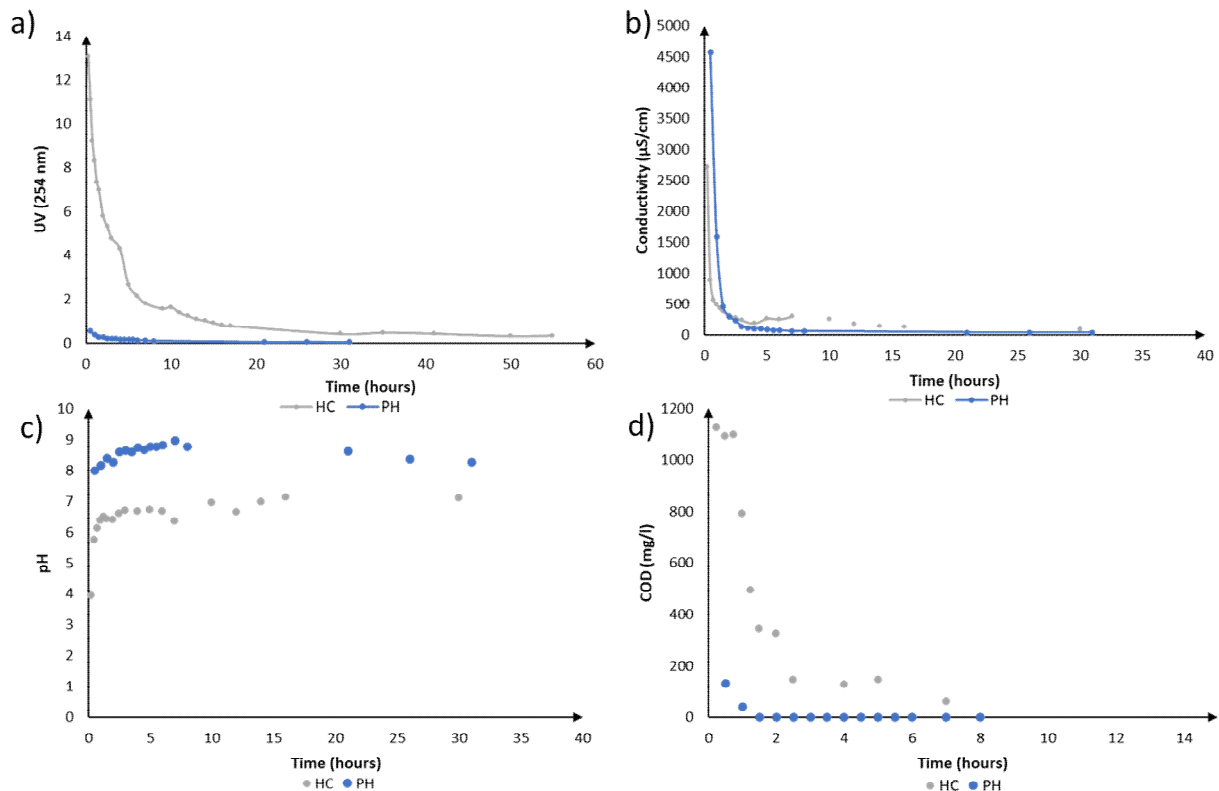 a)
14
12
10
8
6
4
2
0
UV (254 nm)
0 10 20 30 40 50 60
Time (hours)
HC PH
b)
5000
4500
4000
3500
3000
2500
2000
1500
1000
500
0
Conductivity (µS/cm)
0 5 10 15 20 25 30 35 40
Time (hours)
HC PH
c)
10
9
8
7
6
5
4
3
2
1
0
pH
0 5 10 15 20 25 30 35 40
Time (hours)
HC PH
d)
1200
1000
800
600
400
200
0
COD (mg/l)
0 2 4 6 8 10 12 14
Time (hours)
HC PH